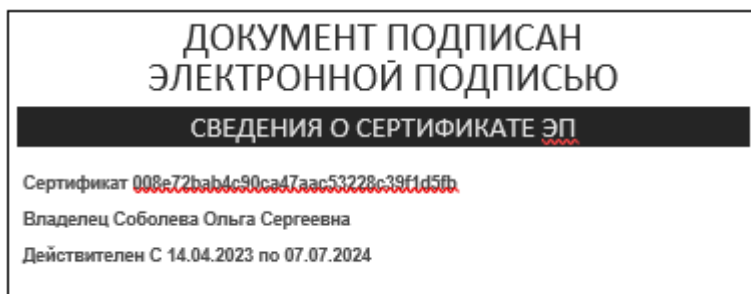 ДОКУМЕНТ ПОДПИСАН
ЭЛЕКТРОННОЙ ПОДПИСЬЮ
СВЕДЕНИЯ О СЕРТИФИКАТЕ ЭП
Сертификат 008e72bab4c90ca47aac53228c39f1d5fb
Владелец Соболева Ольга Сергеевна
Действителен С 14.04.2023 по 07.07.2024